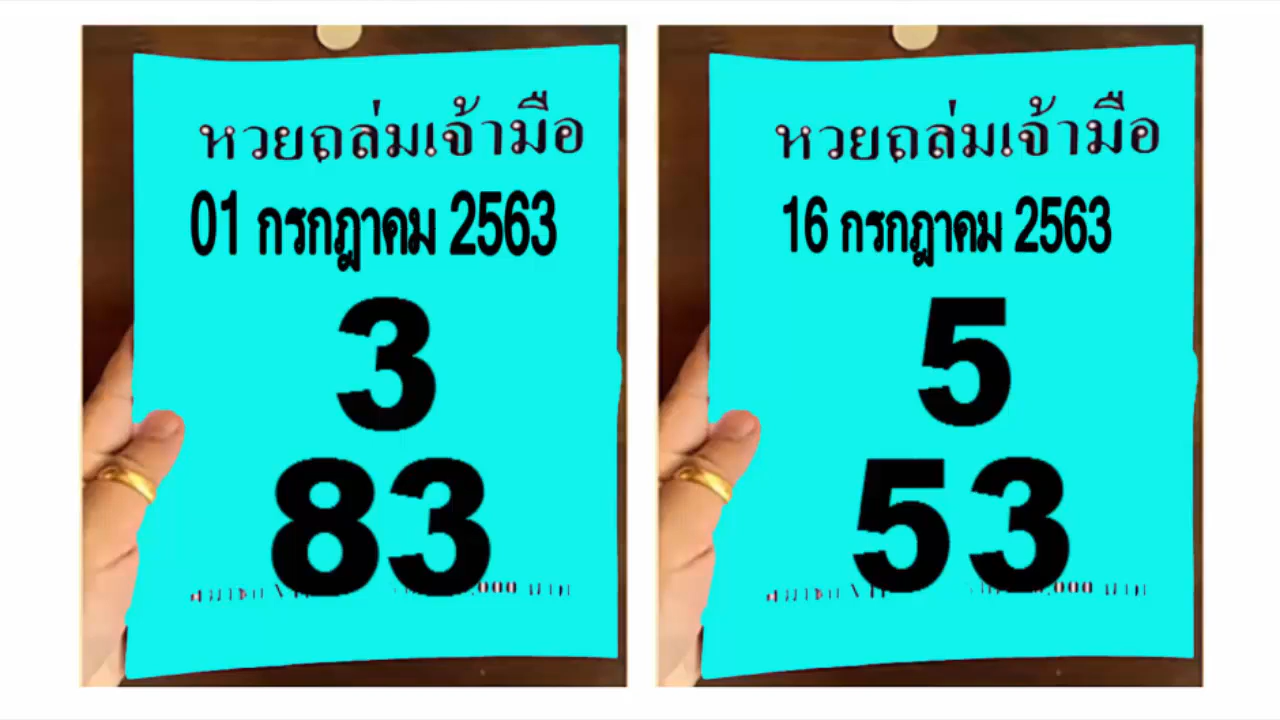 หวยถล่มเจ้ามือ
01 กรกฎาคม 2563
3
83
หวยถล่มเจ้ามือ
16 กรกฎาคม 2563
5
53